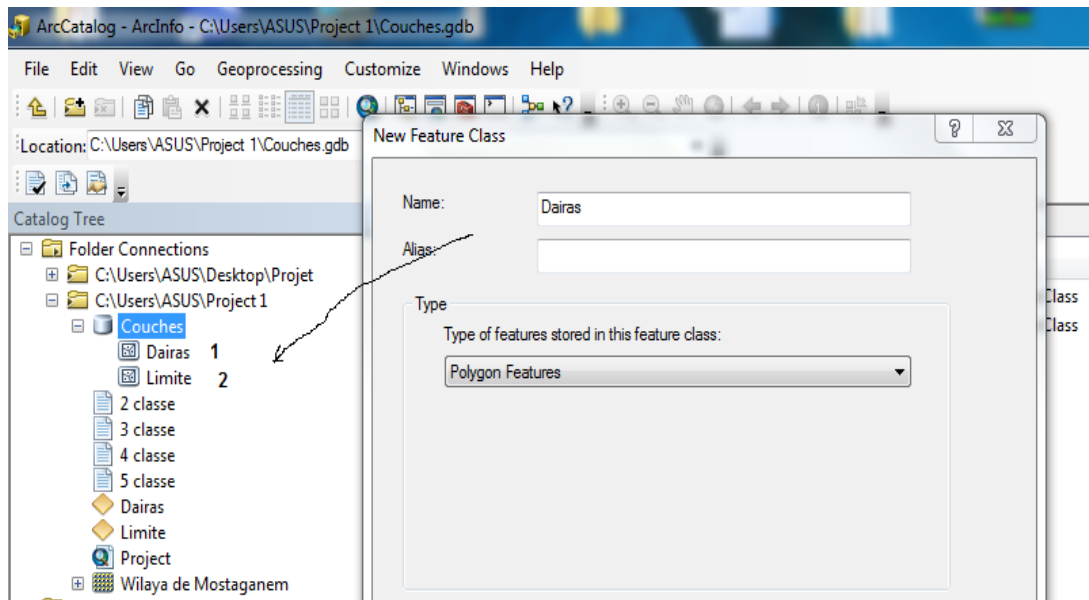 ArcCatalog - ArcInfo - C:\Users\ASUS\Project 1\Couches.gdb
File Edit View Go Geoprocessing Customize Windows Help
Location: C:\Users\ASUS\Project 1\Couches.gdb
Catalog Tree
Folder Connections
C:\Users\ASUS\Desktop\Projet
C:\Users\ASUS\Project 1
Couches
Dairas 1
Limite 2
2 classe
3 classe
4 classe
5 classe
Dairas
Limite
Project
Wilaya de Mostaganem
New Feature Class
Name: Dairas
Alias:
Type
Type of features stored in this feature class:
Polygon Features
Class
Class